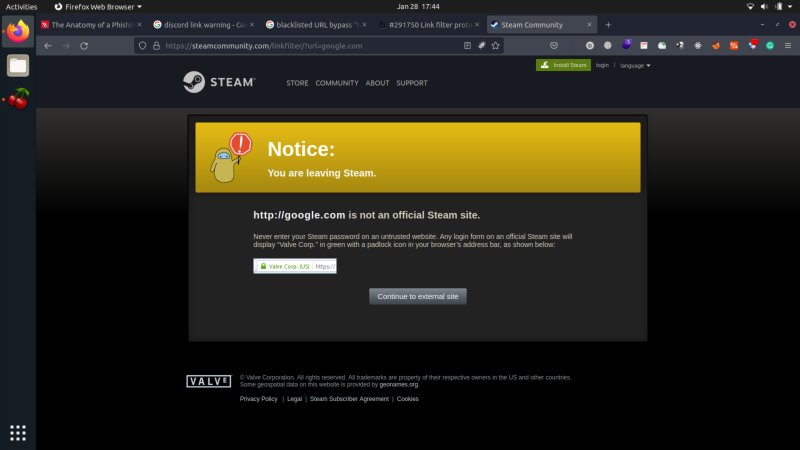 Activities
Firefox Web Browser
Jan 28 17:44
The Anatomy of a Phishi
discord link warning - Go
blacklisted URL bypass "
#291750 Link filter prote
Steam Community
https://steamcommunity.com/linkfilter/?url=google.com
Install Steam
login | language
STEAM
STORE COMMUNITY ABOUT SUPPORT
Notice:
You are leaving Steam.
http://google.com is not an official Steam site.
Never enter your Steam password on an untrusted website. Any login form on an official Steam site will
display "Valve Corp." in green with a padlock icon in your browser's address bar, as shown below:
Valve Corp. (US) https://
Continue to external site
VALVE
© Valve Corporation. All rights reserved. All trademarks are property of their respective owners in the US and other countries.
Some geospatial data on this website is provided by geonames.org.
Privacy Policy | Legal | Steam Subscriber Agreement | Cookies